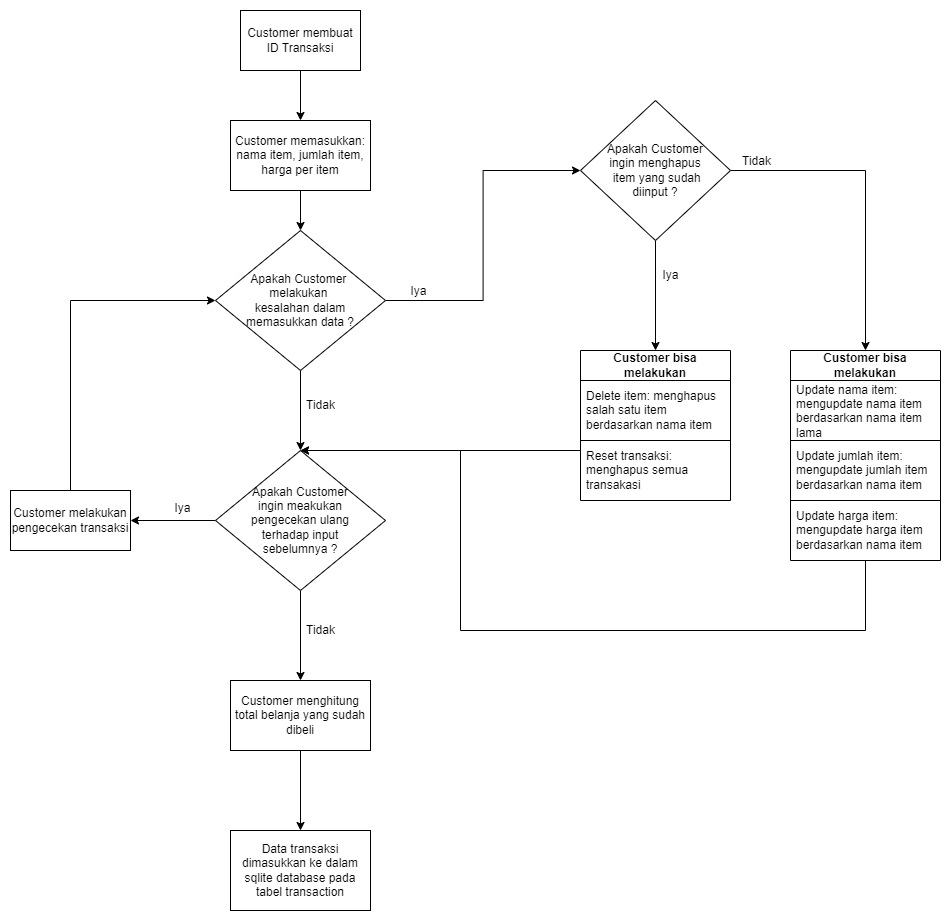 Customer membuat
ID Transaksi
Customer memasukkan:
nama item, jumlah item,
harga per item
Apakah Customer
melakukan
kesalahan dalam
memasukkan data ?
Iya
Tidak
Apakah Customer
ingin menghapus
item yang sudah
diinput ?
Tidak
Iya
Customer bisa
melakukan
Delete item: menghapus
salah satu item
berdasarkan nama item
Reset transaksi:
menghapus semua
transakasi
Customer bisa
melakukan
Update nama item:
mengupdate nama item
berdasarkan nama item
lama
Update jumlah item:
mengupdate jumlah item
berdasarkan nama item
Update harga item:
mengupdate harga item
berdasarkan nama item
Apakah Customer
ingin meakukan
pengecekan ulang
terhadap input
sebelumnya ?
Iya
Customer melakukan
pengecekan transaksi
Tidak
Customer menghitung
total belanja yang sudah
dibeli
Data transaksi
dimasukkan ke dalam
sqlite database pada
tabel transaction